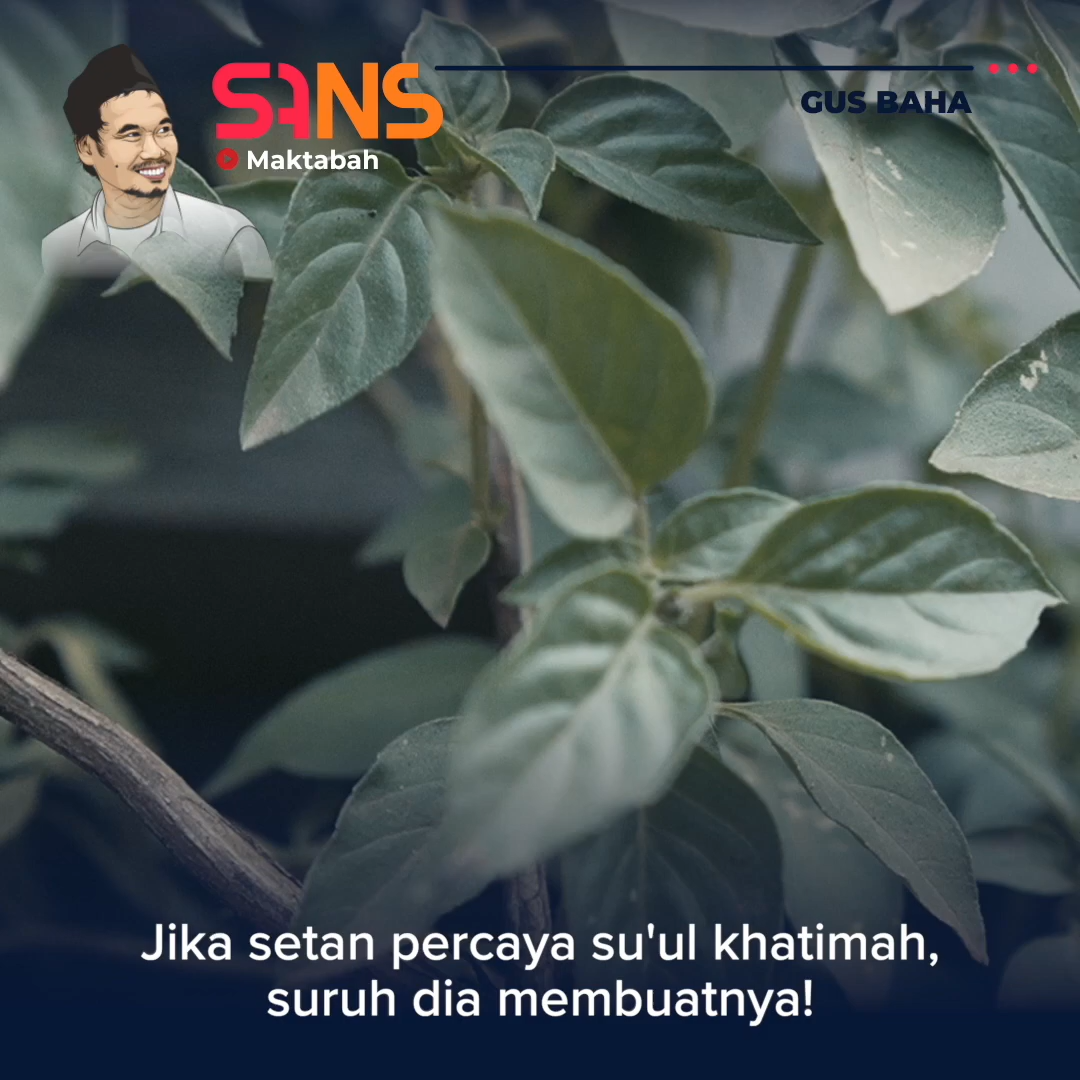 SANS
Maktabah
GUS BAHA
Jika setan percaya su'ul khatimah,
suruh dia membuatnya!